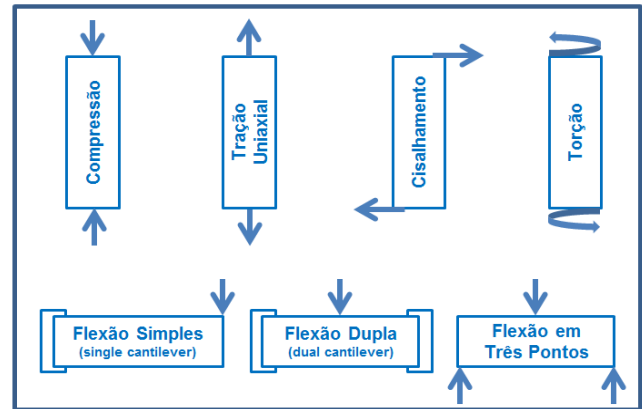 Compressão
Tração
Uniaxial
Cisalhamento
Torção
Flexão Simples
(single cantilever)
Flexão Dupla
(dual cantilever)
Flexão em
Três Pontos